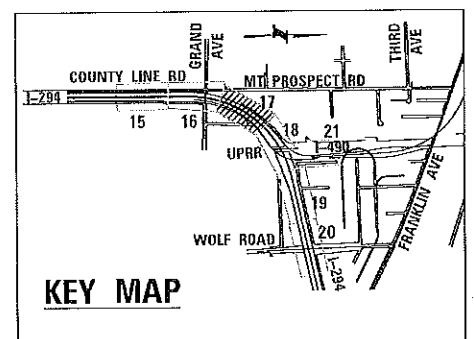 GRAND
AVE
THIRD
AVE
N
COUNTY LINE RD
MT. PROSPECT RD
I-294
15
16
17
18
21
I-490
UPRR
19
20
WOLF ROAD
I-294
FRANKLIN AVE
KEY MAP